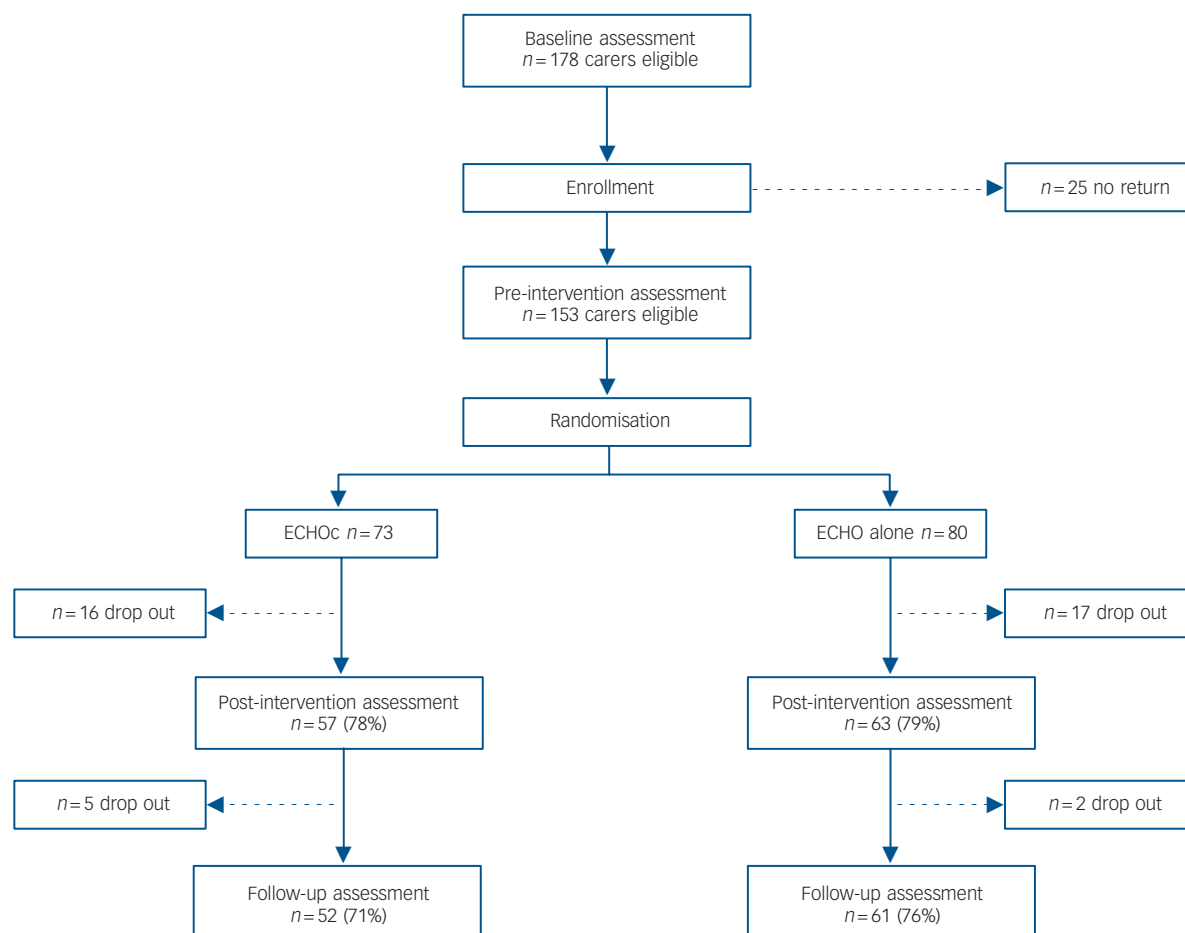 Baseline assessment
n=178 carers eligible
Enrollment
n=25 no return
Pre-intervention assessment
n=153 carers eligible
Randomisation
ECHOc n=73
ECHO alone n=80
n=16 drop out
n=17 drop out
Post-intervention assessment
n=57 (78%)
Post-intervention assessment
n=63 (79%)
n=5 drop out
n=2 drop out
Follow-up assessment
n=52 (71%)
Follow-up assessment
n=61 (76%)